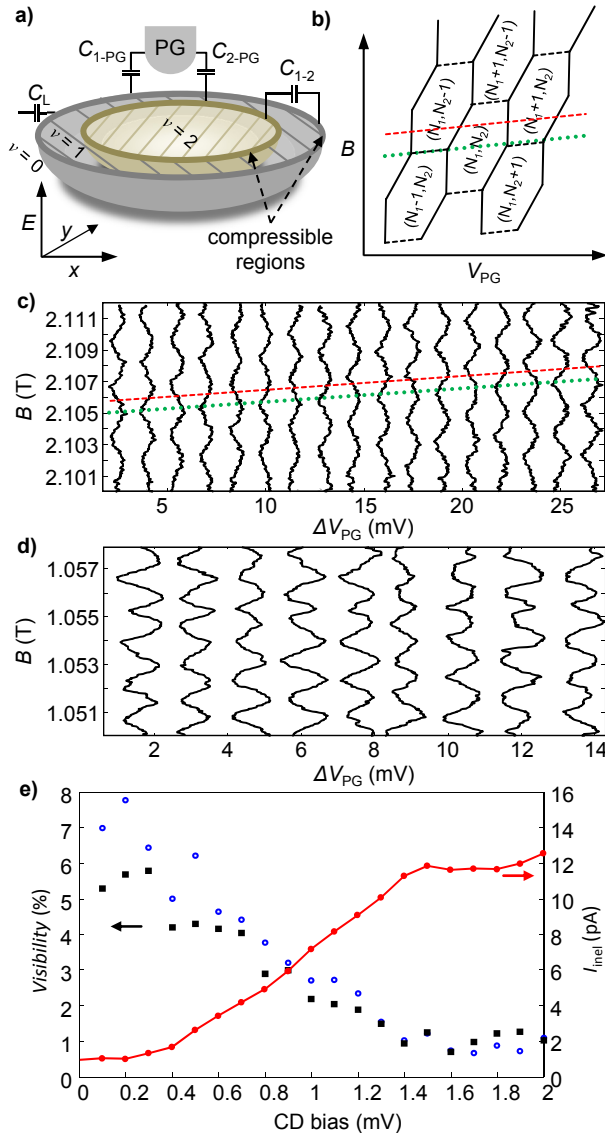 a)
PG
C1-PG
C2-PG
C1-2
CL
ν = 2
ν = 1
ν = 0
E
y
x
compressible
regions
b)
B
(N1+1,N2-1)
(N1,N2-1)
(N1+1,N2)
(N1,N2)
(N1-1,N2)
(N1,N2+1)
VPG
c)
B (T)
2.111
2.109
2.107
2.105
2.103
2.101
5 10 15 20 25
ΔVPG (mV)
d)
B (T)
1.057
1.055
1.053
1.051
2 4 6 8 10 12 14
ΔVPG (mV)
e)
Visibility (%)
8
7
6
5
4
3
2
1
0
16
14
12
10
8
6
4
2
0
Iinel (pA)
0 0.2 0.4 0.6 0.8 1 1.2 1.4 1.6 1.8 2
CD bias (mV)